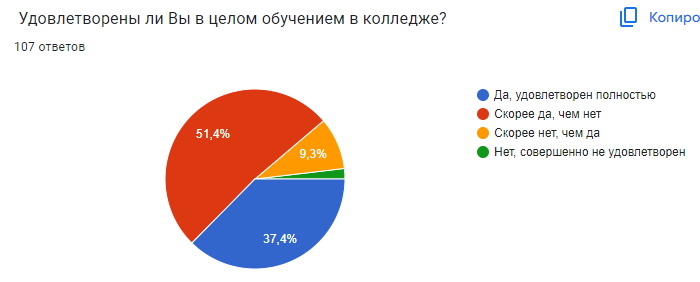 Удовлетворены ли Вы в целом обучением в колледже?
Копиро
107 ответов
Да, удовлетворен полностью
Скорее да, чем нет
Скорее нет, чем да
Нет, совершенно не удовлетворен
51,4%
9,3%
37,4%